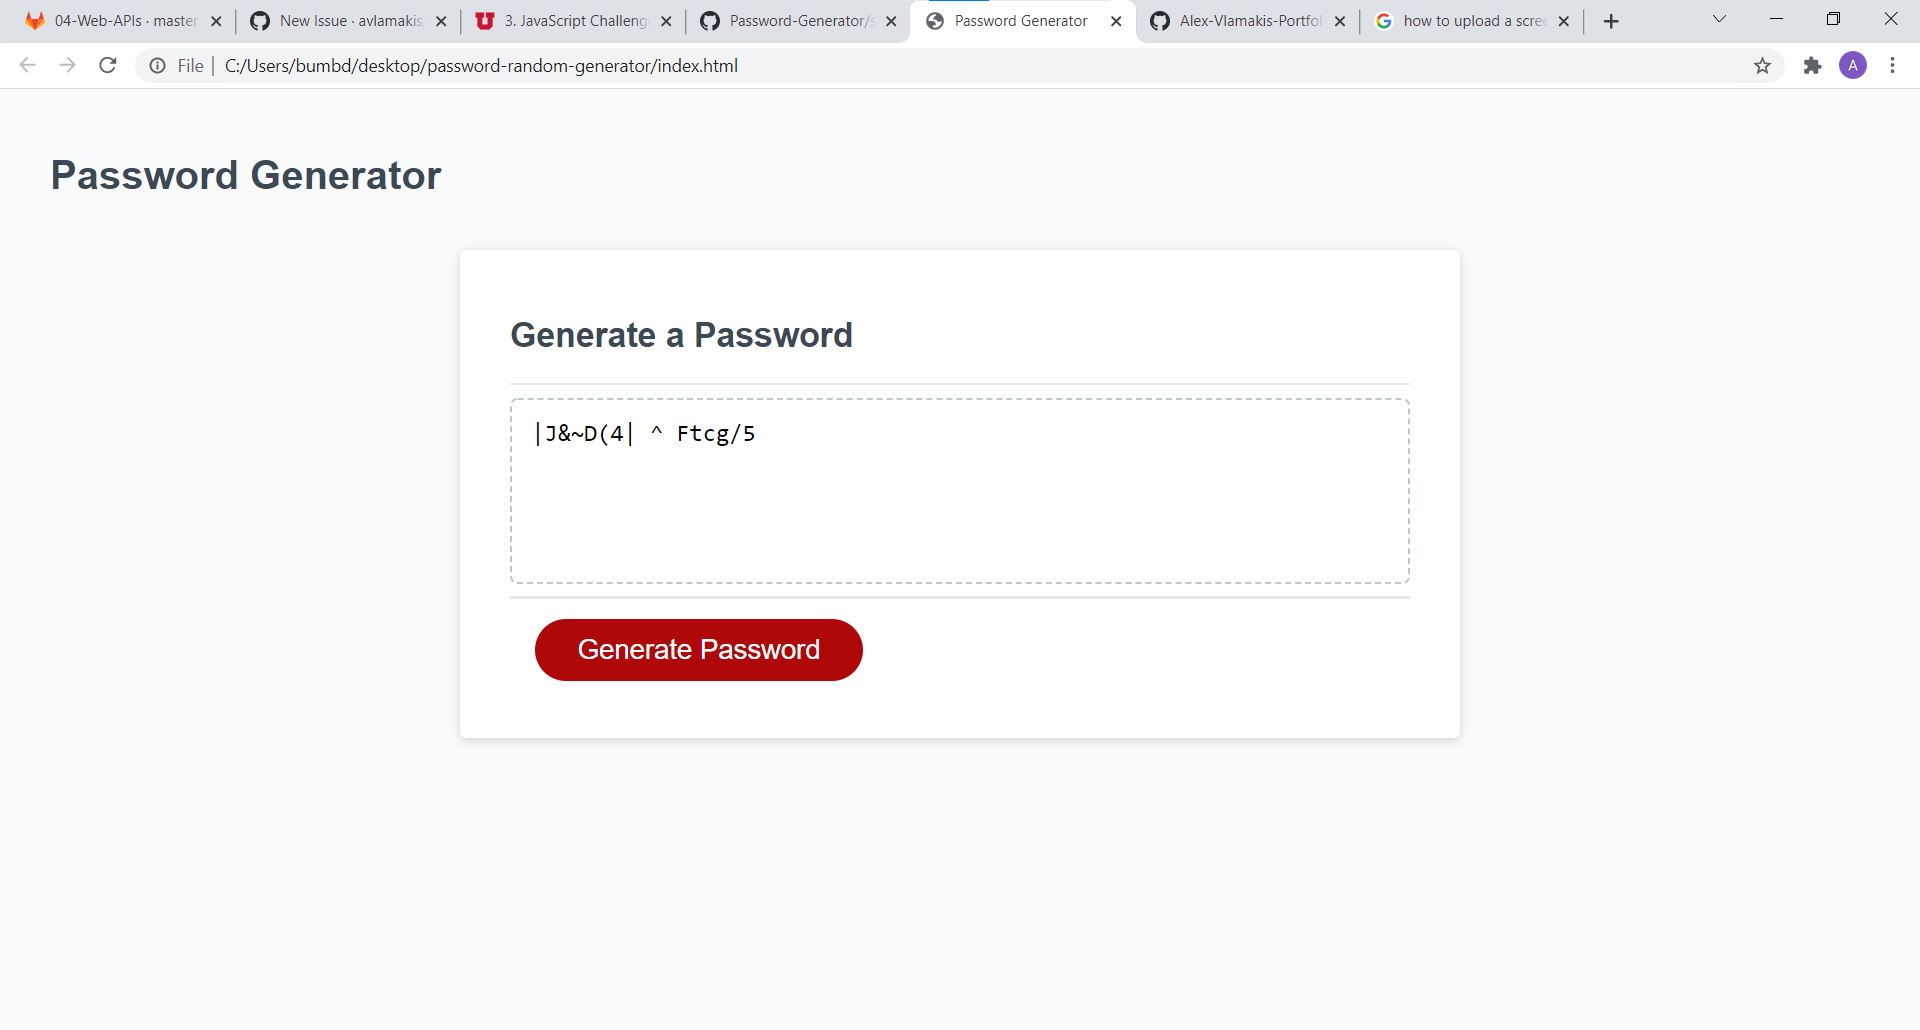 04-Web-APIs · master
New Issue · avlamakis
3. JavaScript Challeng
Password-Generator/s
Password Generator
Alex-Vlamakis-Portfol
how to upload a scree
File | C:/Users/bumbd/desktop/password-random-generator/index.html
A
Password Generator
Generate a Password
|J&~D(4| ^ Ftcg/5
Generate Password